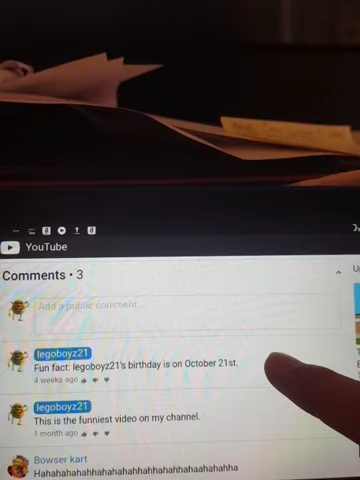 YouTube
Comments • 3
Add a public comment...
legoboyz21
Fun fact: legoboyz21's birthday is on October 21st.
4 weeks ago
legoboyz21
This is the funniest video on my channel.
1 month ago
Bowser kart